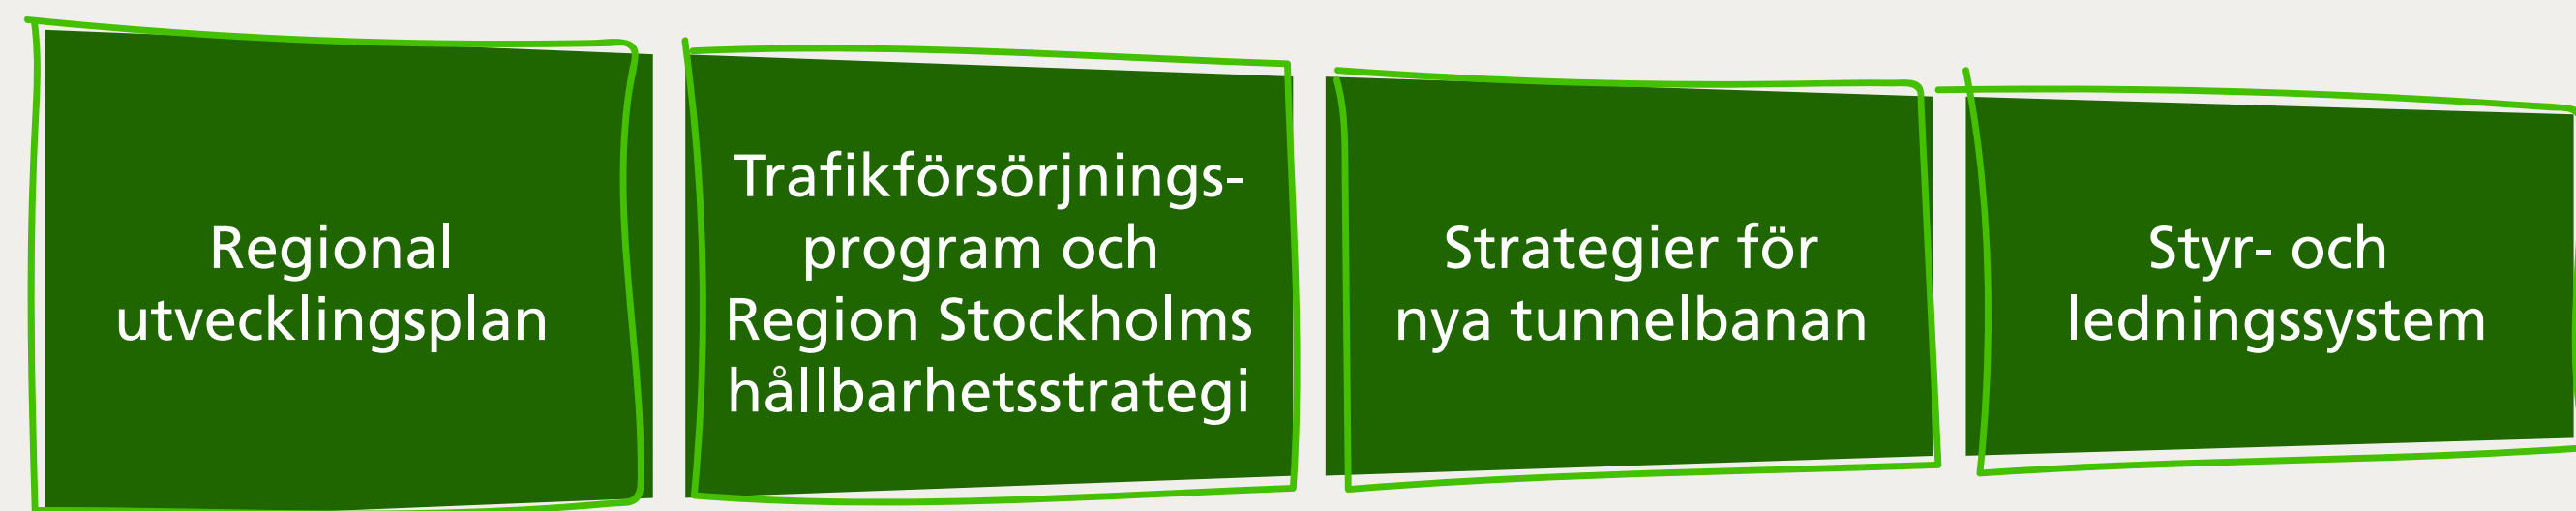 Regional
utvecklingsplan
Trafikförsörjnings-
program och
Region Stockholms
hållbarhetsstrategi
Strategier för
nya tunnelbanan
Styr- och
ledningssystem